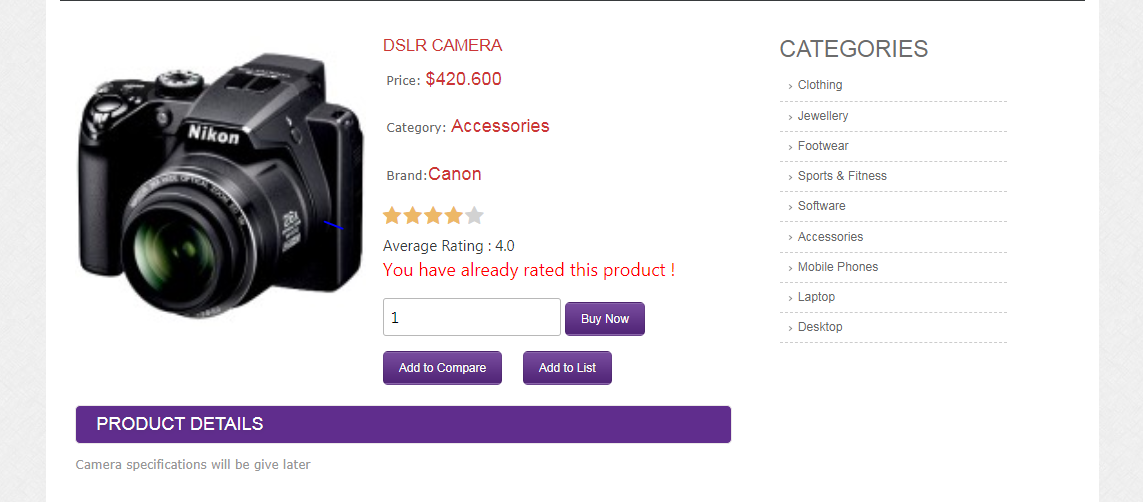 DSLR CAMERA
Price: $420.600
Category: Accessories
Brand:Canon
Average Rating : 4.0
You have already rated this product !
1
Buy Now
Add to Compare
Add to List
PRODUCT DETAILS
Camera specifications will be give later
Nikon
26x
CATEGORIES
Clothing
Jewellery
Footwear
Sports & Fitness
Software
Accessories
Mobile Phones
Laptop
Desktop